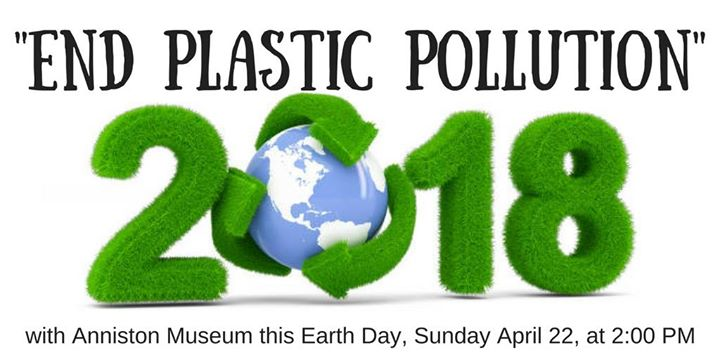 "END PLASTIC POLLUTION"
2018
with Anniston Museum this Earth Day, Sunday April 22, at 2:00 PM